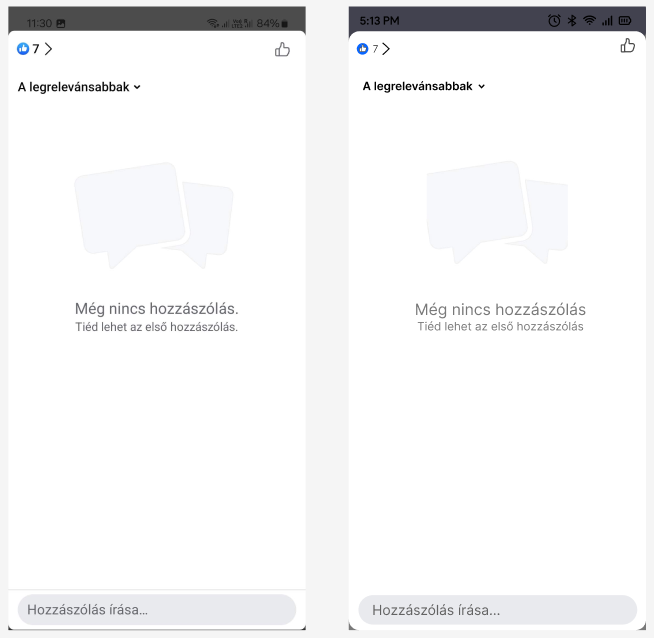 11:30 84%
7
A legrelevánsabbak
Még nincs hozzászólás.
Tiéd lehet az első hozzászólás.
Hozzászólás írása...
5:13 PM
7
A legrelevánsabbak
Még nincs hozzászólás
Tiéd lehet az első hozzászólás
Hozzászólás írása...